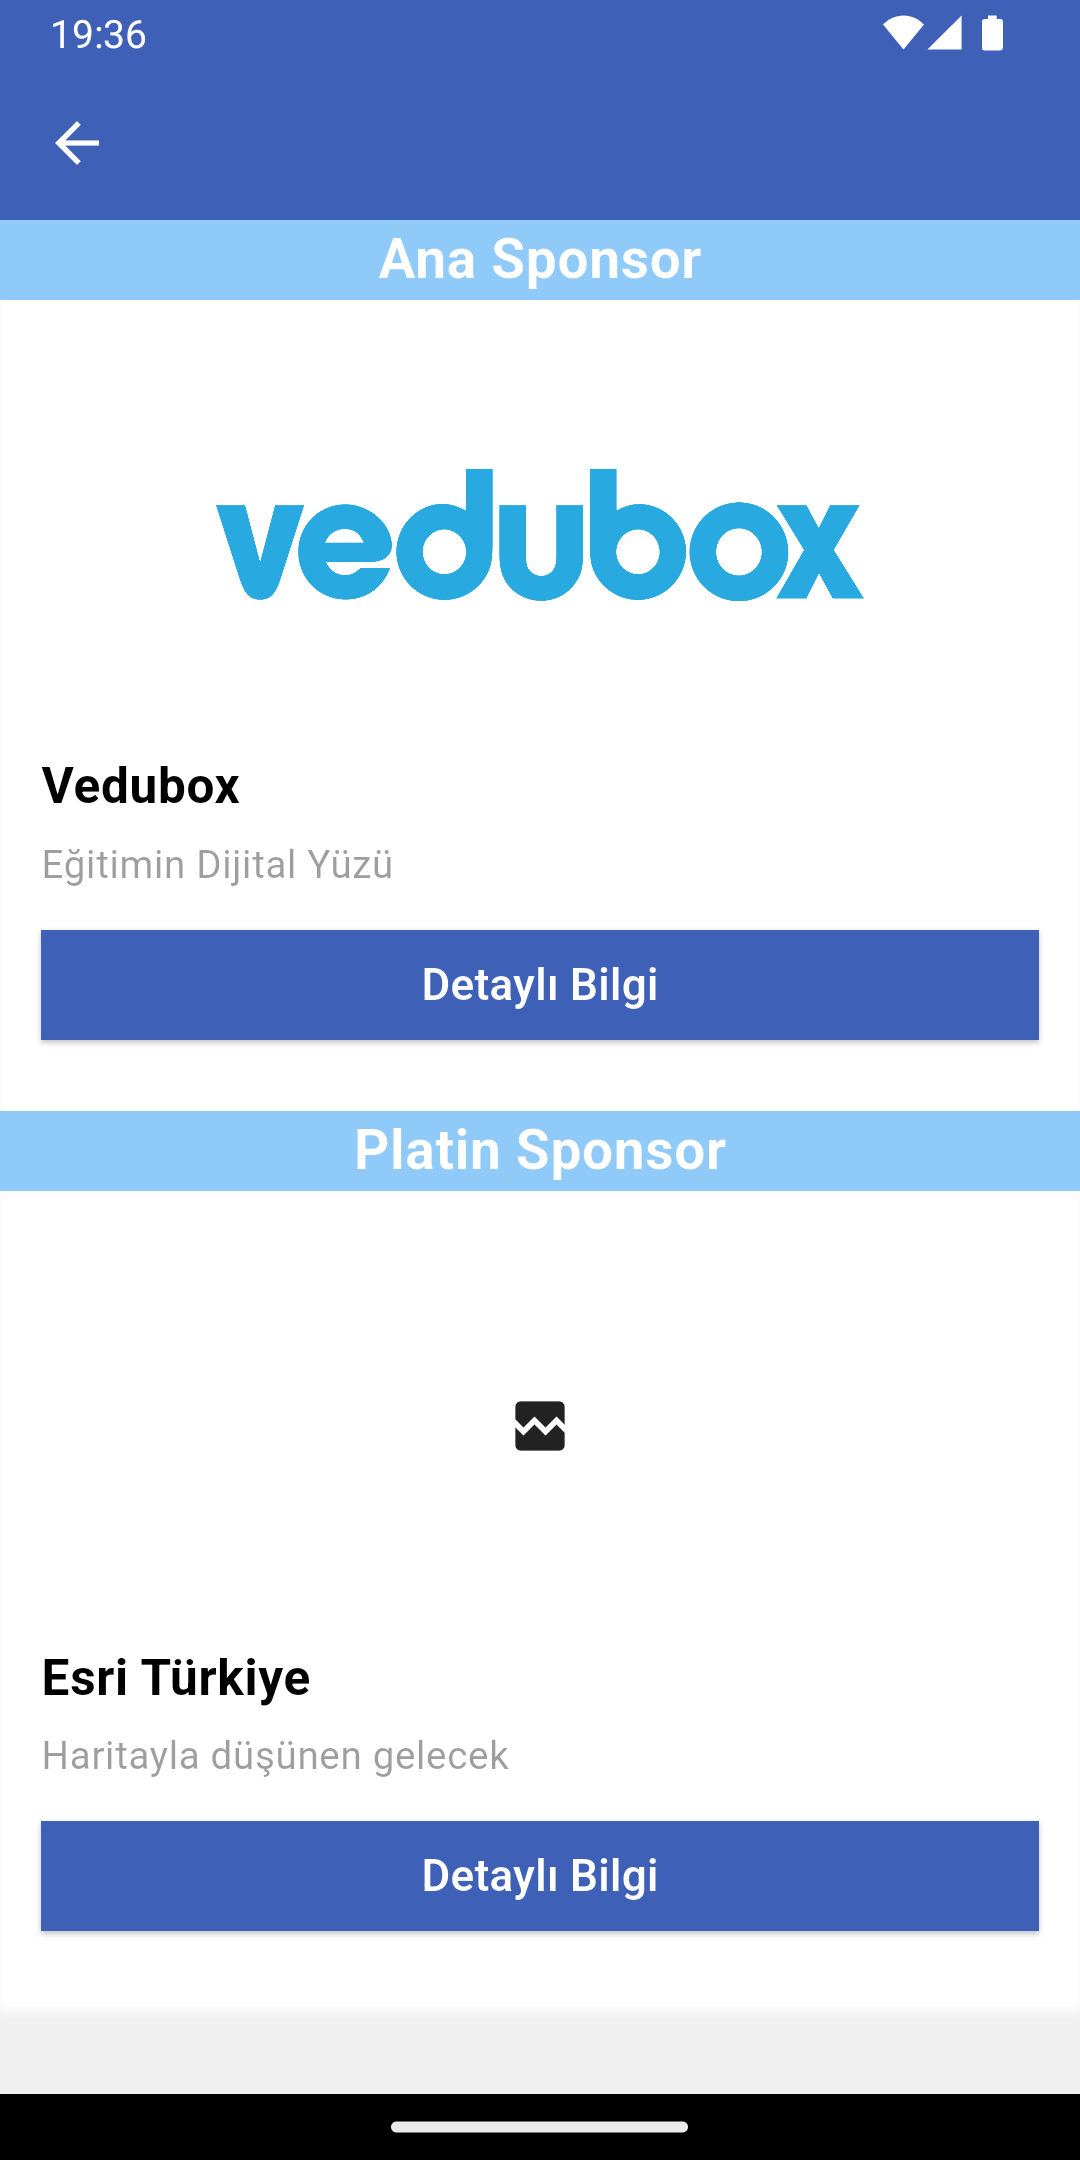 19:36
Ana Sponsor
vedubox
Vedubox
Eğitimin Dijital Yüzü
Detaylı Bilgi
Platin Sponsor
Esri Türkiye
Haritayla düşünen gelecek
Detaylı Bilgi